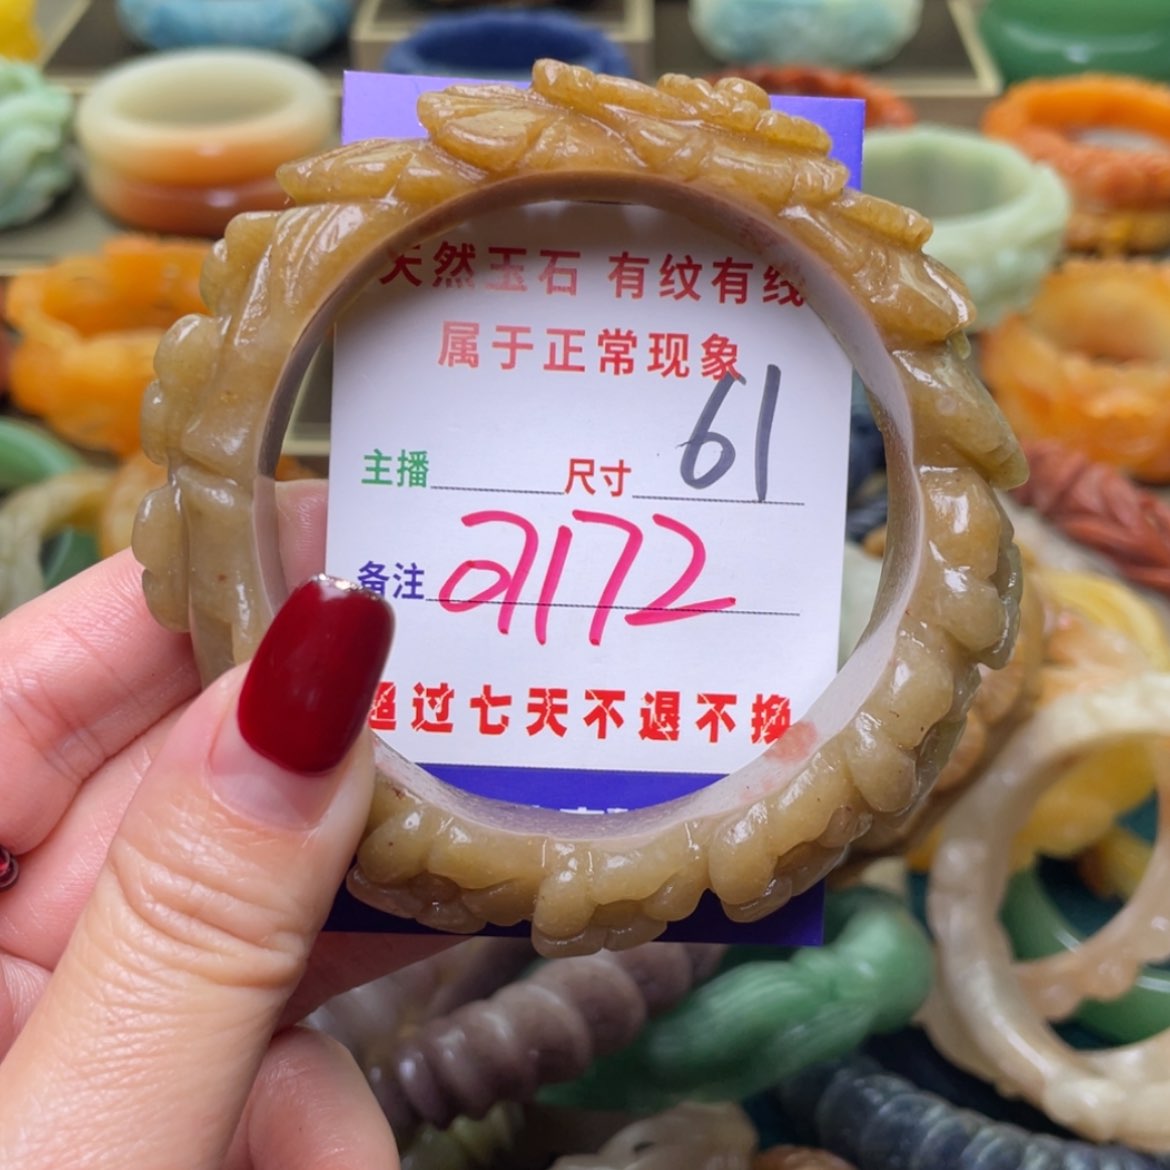 天然玉石 有纹有线
属于正常现象
主播 尺寸 61
备注 A172
超过七天不退不换